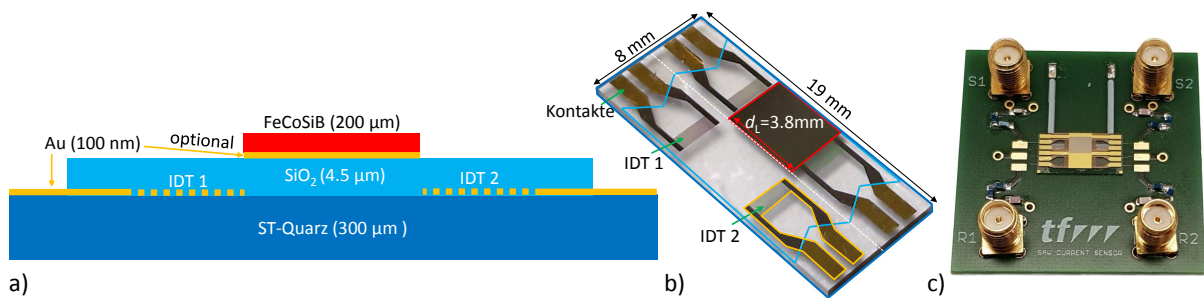 Au (100 nm)
optional
FeCoSiB (200 µm)
IDT 1
SiO2 (4.5 µm)
IDT 2
ST-Quarz (300 µm )
a)
8 mm
19 mm
Kontakte
dL=3.8mm
IDT 1
IDT 2
b)
S1
S2
R1
R2
tf
SAW CURRENT SENSOR
c)